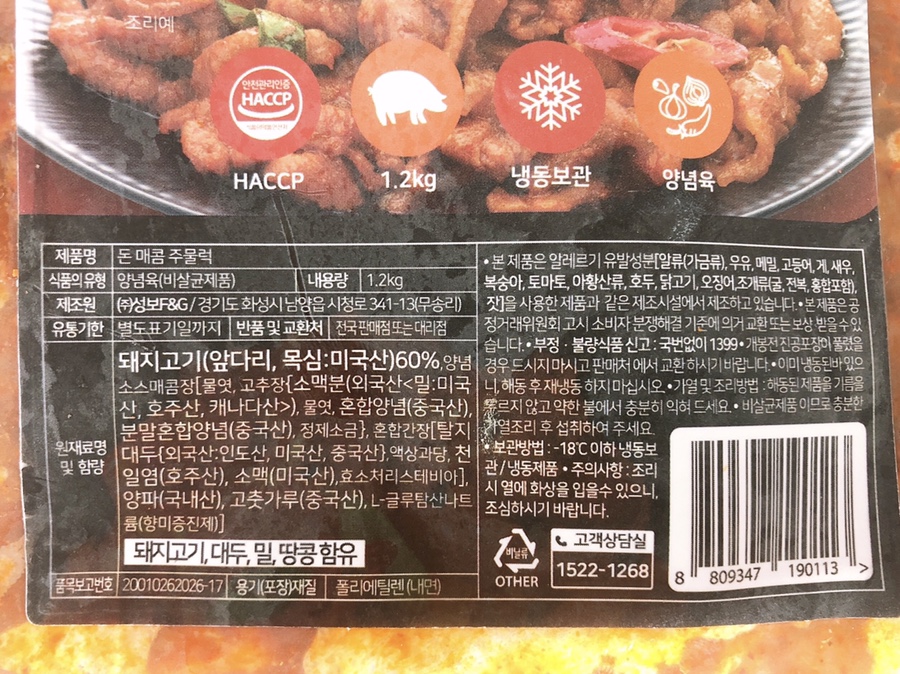 조리예
안전관리인증
HACCP
HACCP
1.2kg
냉동보관
양념육
제품명 돈 매콤 주물럭
식품의 유형 양념육(비살균제품) 내용량 1.2kg
제조원 ㈜성보F&G / 경기도 화성시 남양읍 시청로 341-13(무송리)
유통기한 별도 표기일까지 반품 및 교환처 전국 판매점 또는 대리점
원재료명 및 함량
돼지고기(앞다리, 목심:미국산)60%,양념
소스매콤장[물엿, 고추장{소맥분(외국산<밀:미국
산, 호주산, 캐나다산>), 물엿, 혼합양념(중국산),
분말혼합양념(중국산), 정제소금}, 혼합간장[탈지
대두{외국산:인도산, 미국산, 중국산}.액상과당, 천
일염(호주산), 소맥(미국산),효소처리스테비아],
양파(국내산), 고춧가루(중국산), L-글루탐산나트
륨(향미증진제)]
돼지고기,대두,밀,땅콩 함유
품목보고번호 20010262026-17 용기(포장)재질 폴리에틸렌(내면)
• 본 제품은 알레르기 유발성분[알류(가금류), 우유, 메밀, 고등어, 게, 새우,
복숭아, 토마토, 아황산류, 호두, 닭고기, 오징어,조개류(굴, 전복, 홍합포함),
잣]을 사용한 제품과 같은 제조시설에서 제조하고 있습니다.• 본 제품은 공
정거래위원회 고시 소비자 분쟁해결 기준에 의거 교환 또는 보상 받을 수 있
습니다.• 부정 · 불량식품 신고 : 국번없이 1399 • 개봉전 진공포장이 풀렸을
경우 드시지 마시고 판매처에서 교환하시기 바랍니다.• 이미 냉동된바 있으
니, 해동 후 재냉동 하지 마십시오.• 가열 및 조리방법 : 해동된 제품을 기름을
두르지 않고 약한 불에서 충분히 익혀 드세요.• 비살균제품 이므로 충분한
가열조리 후 섭취하여 주세요.
• 보관방법 : -18℃ 이하 냉동보
관 / 냉동제품 • 주의사항 : 조리
시 열에 화상을 입을수 있으니,
조심하시기 바랍니다.
비닐류
OTHER
고객상담실
1522-1268
8 809347 190113 >